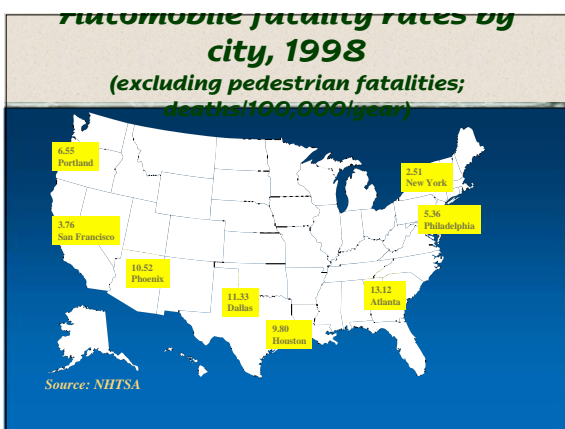 Automobile fatality rates by
city, 1998
(excluding pedestrian fatalities;
deaths/100,000/year)
6.55
Portland
2.51
New York
5.36
Philadelphia
3.76
San Francisco
10.52
Phoenix
11.33
Dallas
13.12
Atlanta
9.80
Houston
Source: NHTSA